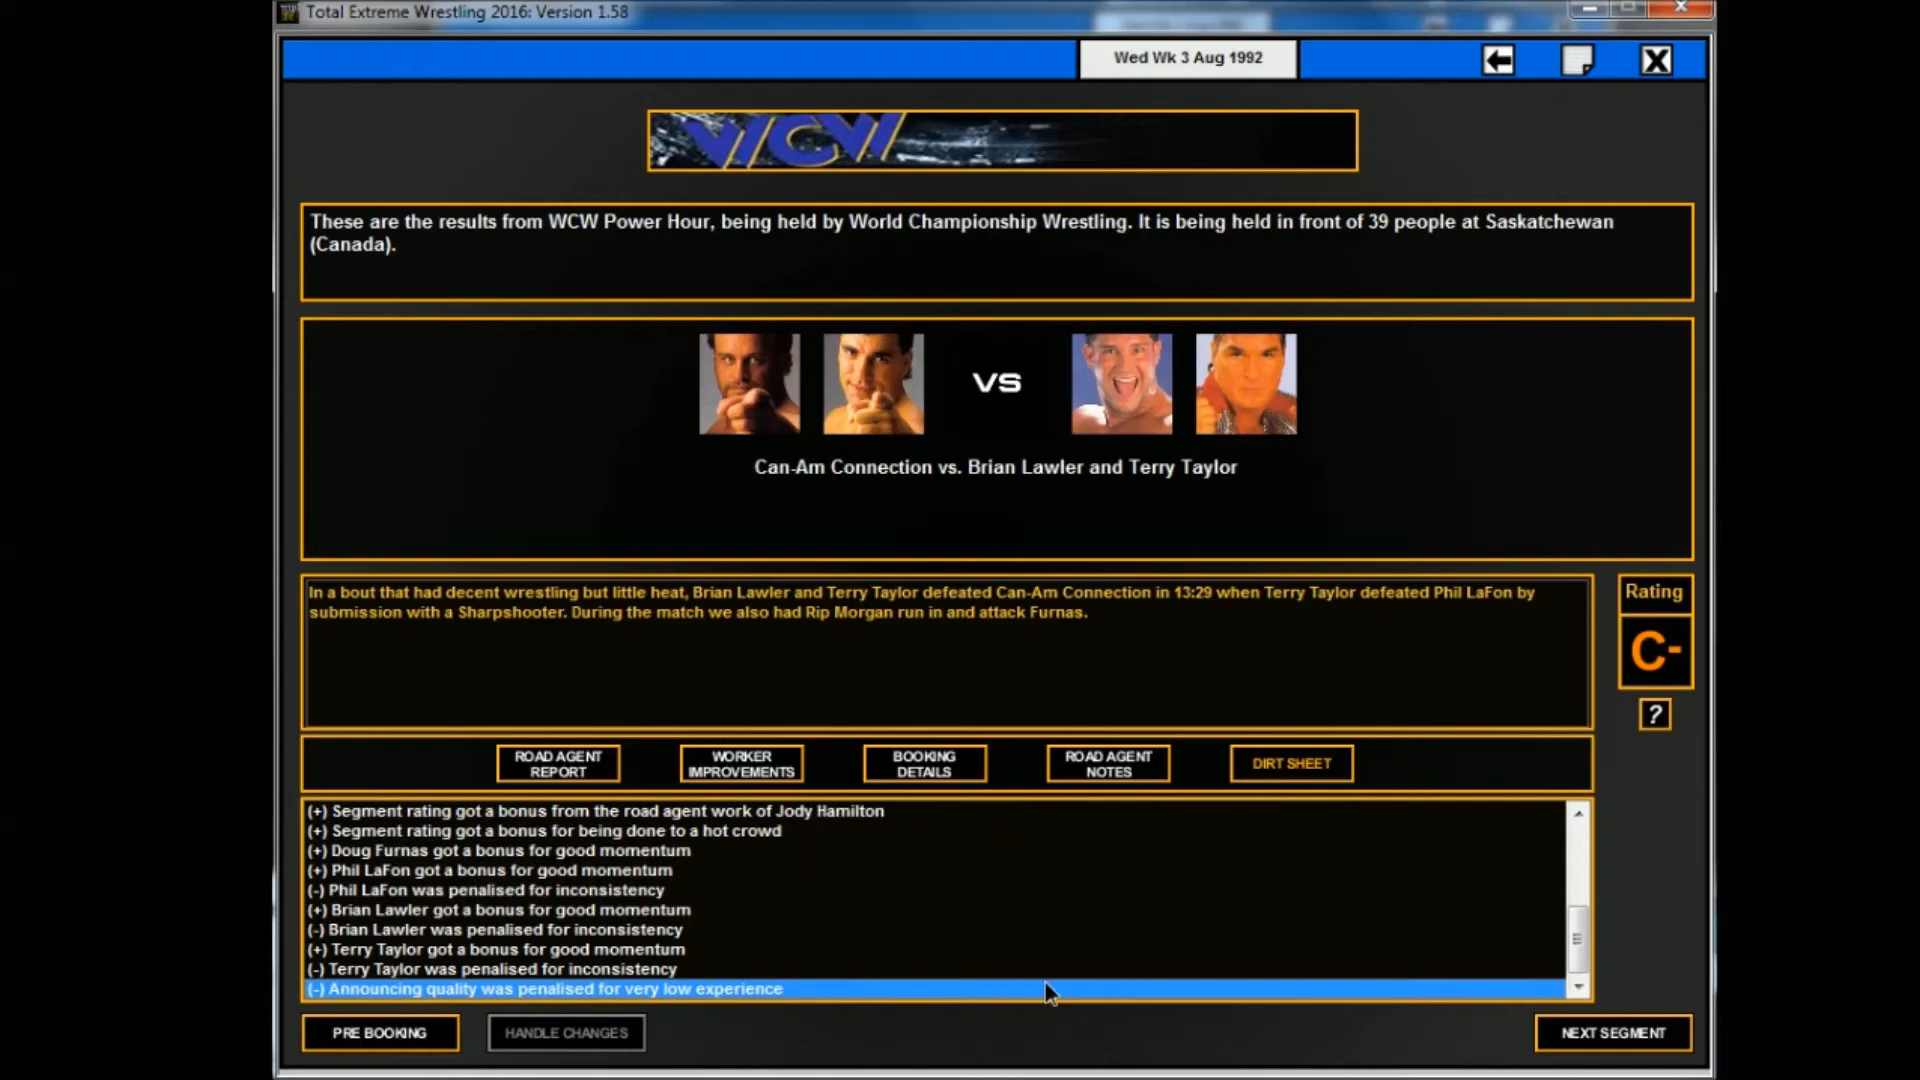 Total Extreme Wrestling 2016: Version 1.58
Wed Wk 3 Aug 1992
WCW
These are the results from WCW Power Hour, being held by World Championship Wrestling. It is being held in front of 39 people at Saskatchewan
(Canada).
VS
Can-Am Connection vs. Brian Lawler and Terry Taylor
In a bout that had decent wrestling but little heat, Brian Lawler and Terry Taylor defeated Can-Am Connection in 13:29 when Terry Taylor defeated Phil LaFon by
submission with a Sharpshooter. During the match we also had Rip Morgan run in and attack Furnas.
Rating
C-
?
ROAD AGENT
REPORT
WORKER
IMPROVEMENTS
BOOKING
DETAILS
ROAD AGENT
NOTES
DIRT SHEET
(+) Segment rating got a bonus from the road agent work of Jody Hamilton
(+) Segment rating got a bonus for being done to a hot crowd
(+) Doug Furnas got a bonus for good momentum
(+) Phil LaFon got a bonus for good momentum
(-) Phil LaFon was penalised for inconsistency
(+) Brian Lawler got a bonus for good momentum
(-) Brian Lawler was penalised for inconsistency
(+) Terry Taylor got a bonus for good momentum
(-) Terry Taylor was penalised for inconsistency
(-) Announcing quality was penalised for very low experience
PRE BOOKING
HANDLE CHANGES
NEXT SEGMENT